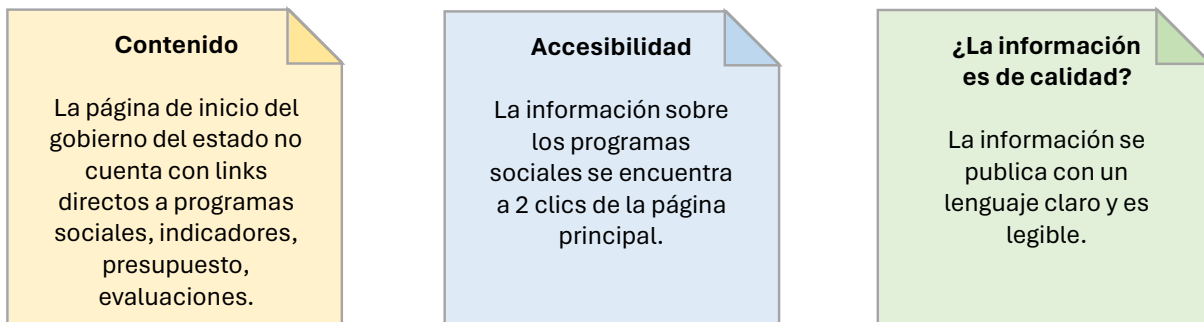 Contenido
La página de inicio del
gobierno del estado no
cuenta con links
directos a programas
sociales, indicadores,
presupuesto,
evaluaciones.
Accesibilidad
La información sobre
los programas
sociales se encuentra
a 2 clics de la página
principal.
¿La información
es de calidad?
La información se
publica con un
lenguaje claro y es
legible.